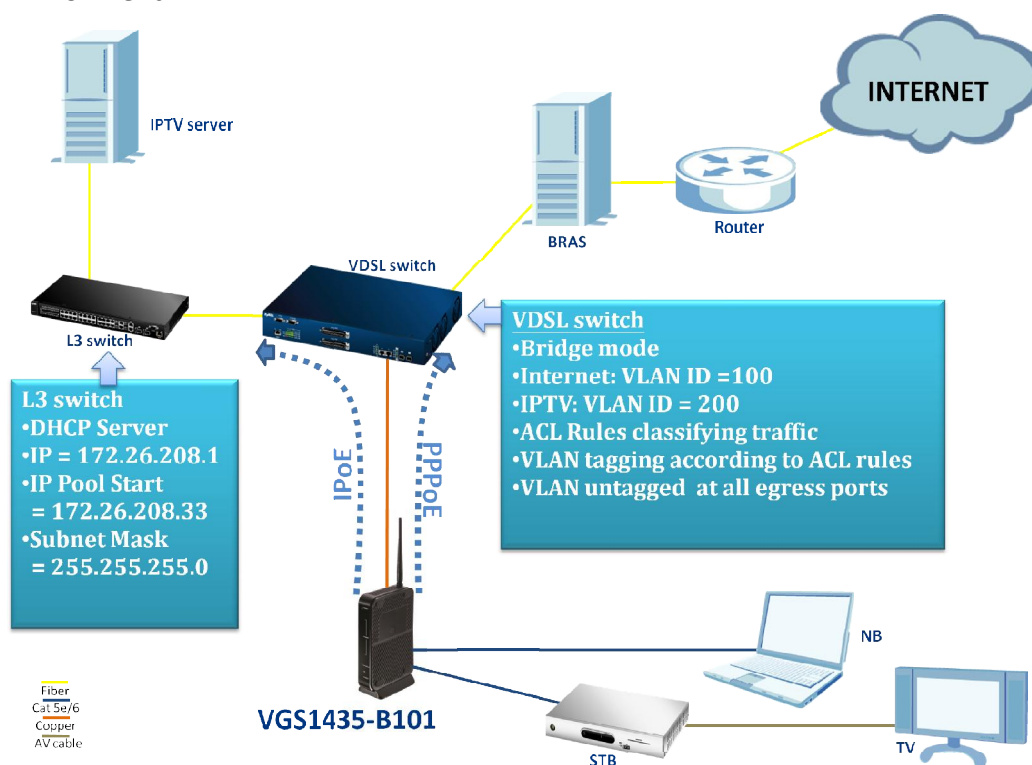 INTERNET
IPTV server
BRAS
Router
VDSL switch
L3 switch
VDSL switch
•Bridge mode
•Internet: VLAN ID =100
•IPTV: VLAN ID = 200
•ACL Rules classifying traffic
•VLAN tagging according to ACL rules
•VLAN untagged at all egress ports
L3 switch
•DHCP Server
•IP = 172.26.208.1
•IP Pool Start
= 172.26.208.33
•Subnet Mask
= 255.255.255.0
IPoE
PPPoE
NB
VGS1435-B101
STB
TV
Fiber
Cat 5e/6
Copper
AV cable